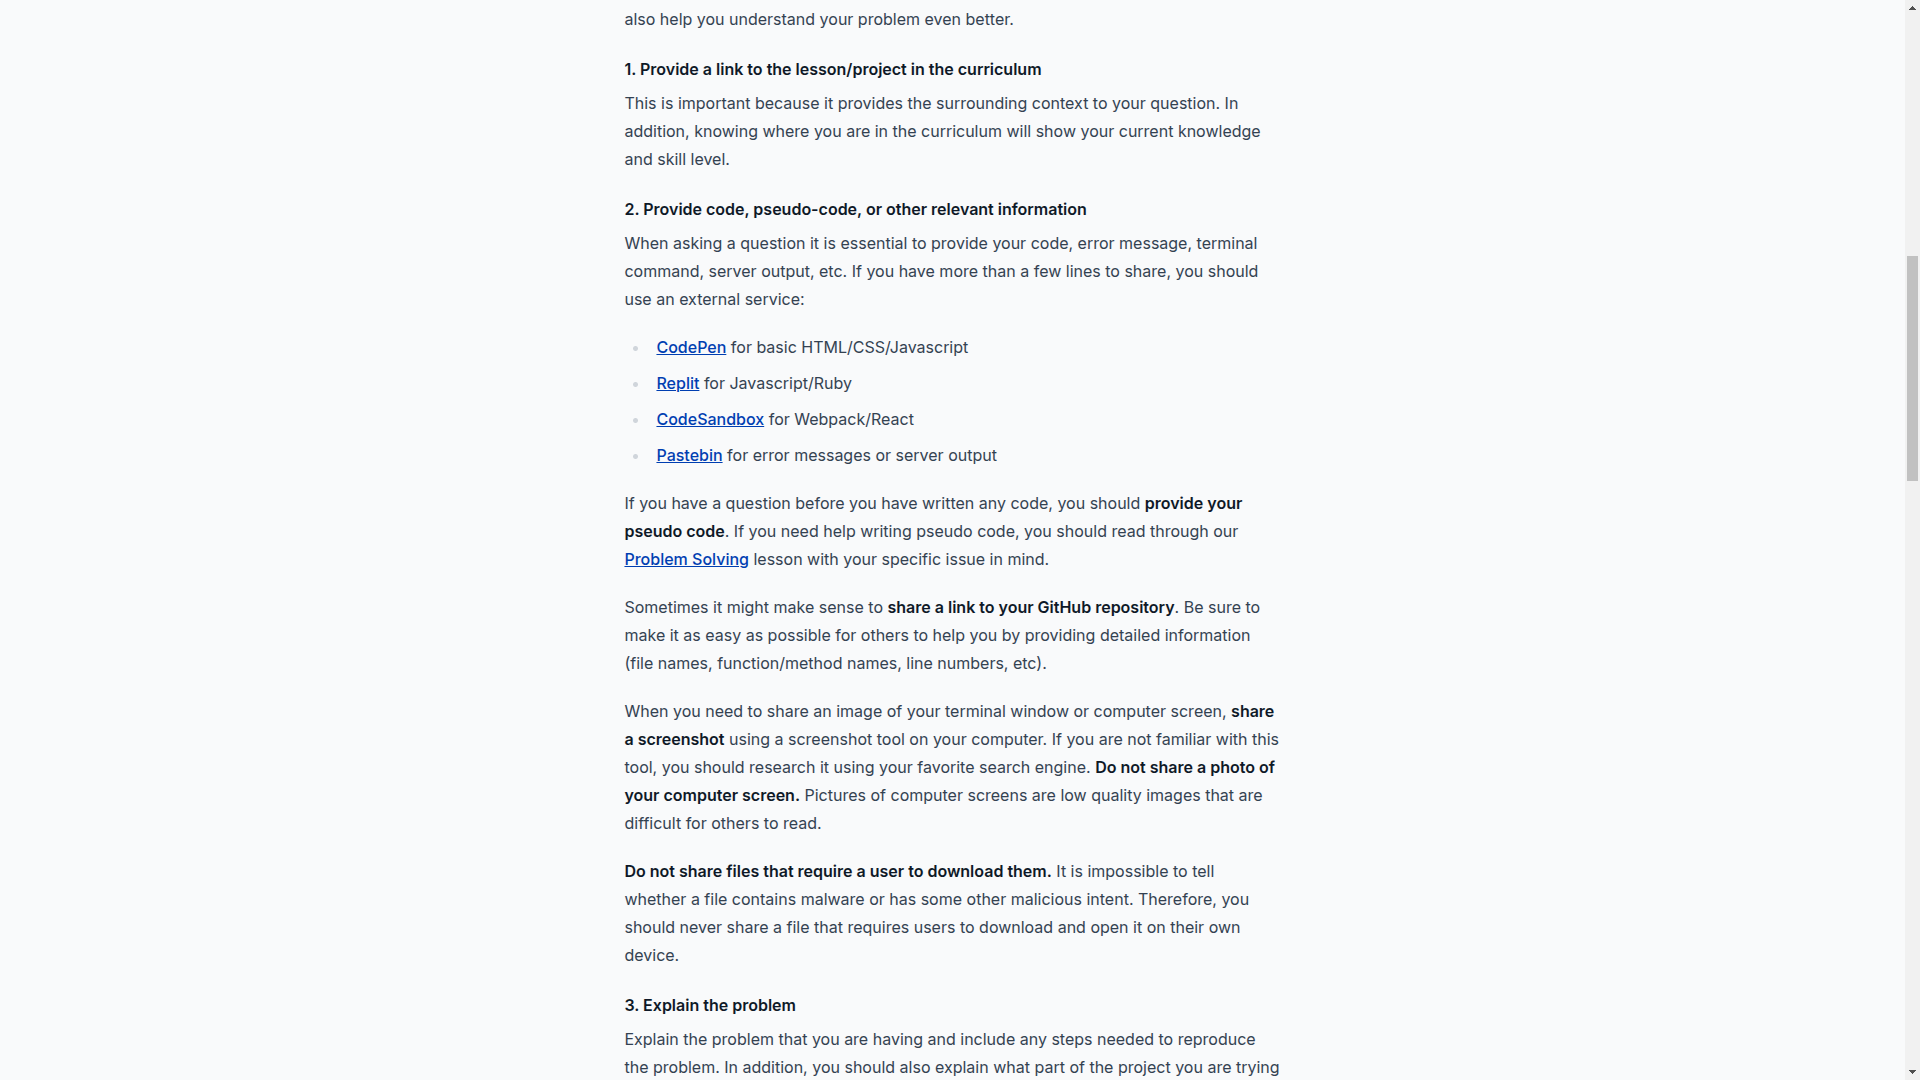 also help you understand your problem even better.
1. Provide a link to the lesson/project in the curriculum
This is important because it provides the surrounding context to your question. In
addition, knowing where you are in the curriculum will show your current knowledge
and skill level.
2. Provide code, pseudo-code, or other relevant information
When asking a question it is essential to provide your code, error message, terminal
command, server output, etc. If you have more than a few lines to share, you should
use an external service:
CodePen for basic HTML/CSS/Javascript
Replit for Javascript/Ruby
CodeSandbox for Webpack/React
Pastebin for error messages or server output
If you have a question before you have written any code, you should provide your
pseudo code. If you need help writing pseudo code, you should read through our
Problem Solving lesson with your specific issue in mind.
Sometimes it might make sense to share a link to your GitHub repository. Be sure to
make it as easy as possible for others to help you by providing detailed information
(file names, function/method names, line numbers, etc).
When you need to share an image of your terminal window or computer screen, share
a screenshot using a screenshot tool on your computer. If you are not familiar with this
tool, you should research it using your favorite search engine. Do not share a photo of
your computer screen. Pictures of computer screens are low quality images that are
difficult for others to read.
Do not share files that require a user to download them. It is impossible to tell
whether a file contains malware or has some other malicious intent. Therefore, you
should never share a file that requires users to download and open it on their own
device.
3. Explain the problem
Explain the problem that you are having and include any steps needed to reproduce
the problem. In addition, you should also explain what part of the project you are trying